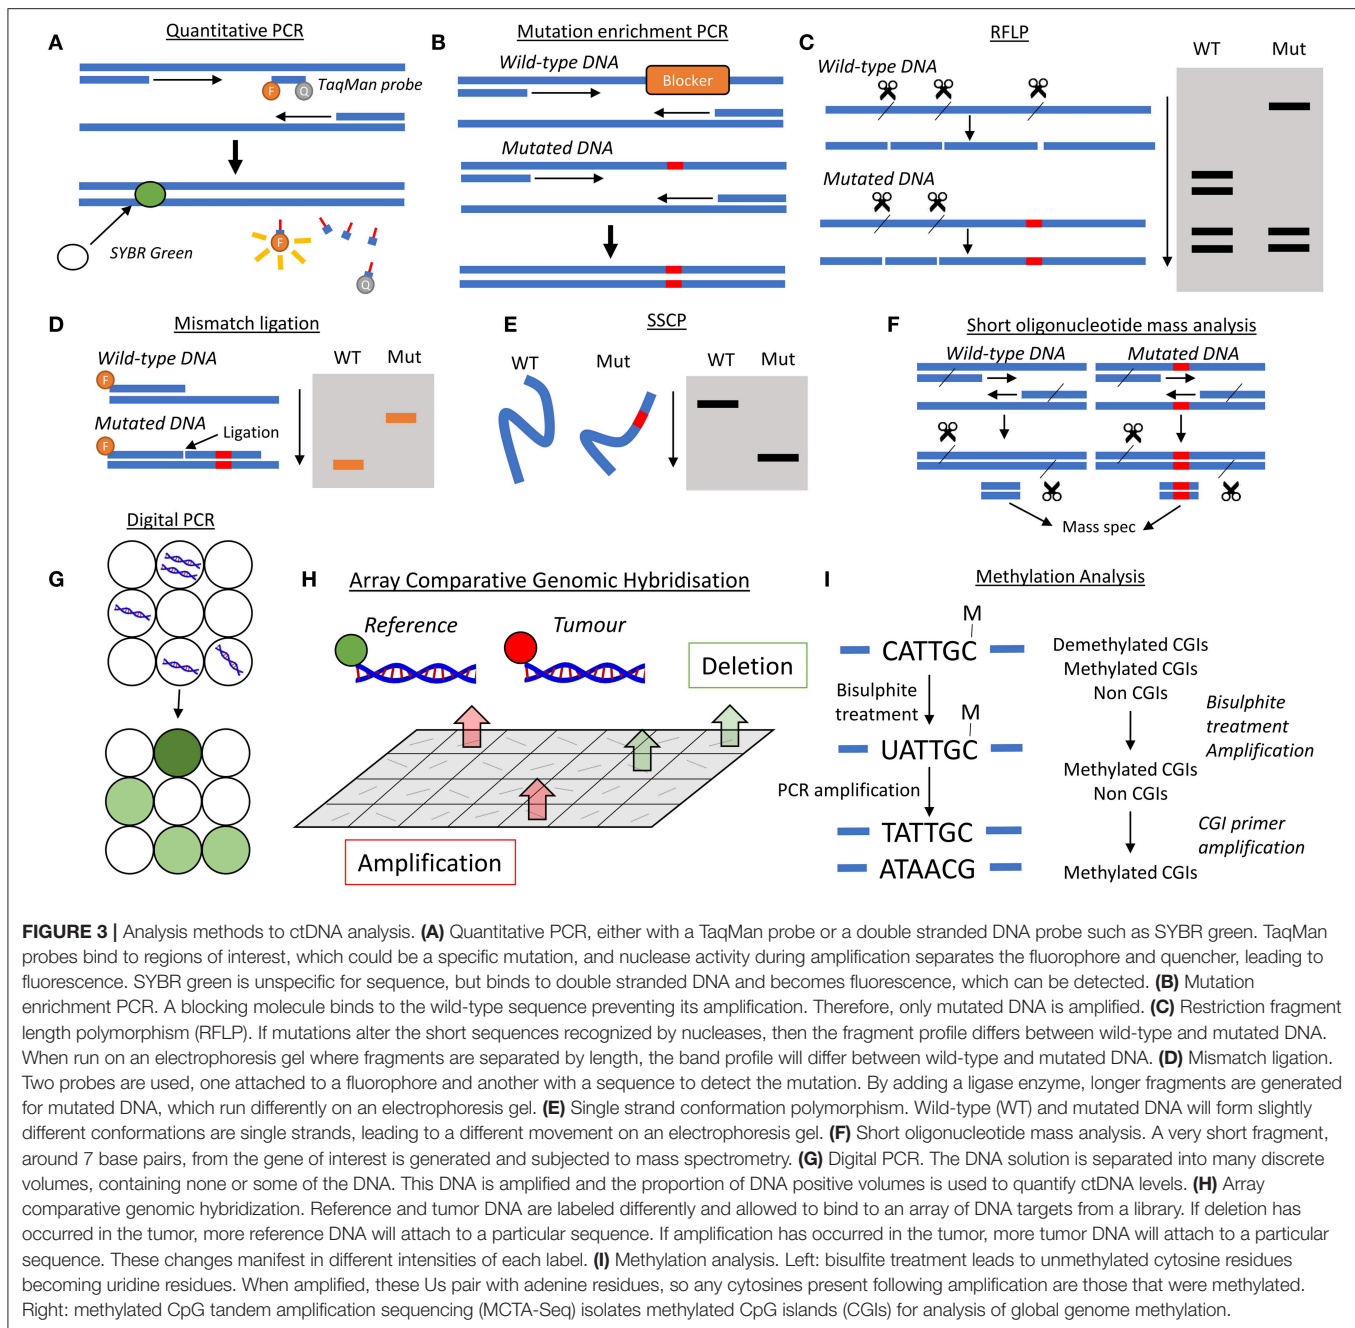 A
Quantitative PCR
F
Q
TaqMan probe
SYBR Green
F
Q
B
Mutation enrichment PCR
Wild-type DNA
Blocker
Mutated DNA
C
RFLP
WT
Mut
Wild-type DNA
Mutated DNA
D
Mismatch ligation
Wild-type DNA
F
Mutated DNA
F
Ligation
WT
Mut
E
SSCP
WT
Mut
WT
Mut
F
Short oligonucleotide mass analysis
Wild-type DNA
Mutated DNA
Mass spec
G
Digital PCR
H
Array Comparative Genomic Hybridisation
Reference
Tumour
Deletion
Amplification
I
Methylation Analysis
M
CATTGC
Bisulphite
treatment
M
UATTGC
PCR amplification
TATTGC
ATAACG
Demethylated CGIs
Methylated CGIs
Non CGIs
Bisulphite
treatment
Amplification
Methylated CGIs
Non CGIs
CGI primer
amplification
Methylated CGIs
FIGURE 3 | Analysis methods to ctDNA analysis. (A) Quantitative PCR, either with a TaqMan probe or a double stranded DNA probe such as SYBR green. TaqMan
probes bind to regions of interest, which could be a specific mutation, and nuclease activity during amplification separates the fluorophore and quencher, leading to
fluorescence. SYBR green is unspecific for sequence, but binds to double stranded DNA and becomes fluorescence, which can be detected. (B) Mutation
enrichment PCR. A blocking molecule binds to the wild-type sequence preventing its amplification. Therefore, only mutated DNA is amplified. (C) Restriction fragment
length polymorphism (RFLP). If mutations alter the short sequences recognized by nucleases, then the fragment profile differs between wild-type and mutated DNA.
When run on an electrophoresis gel where fragments are separated by length, the band profile will differ between wild-type and mutated DNA. (D) Mismatch ligation.
Two probes are used, one attached to a fluorophore and another with a sequence to detect the mutation. By adding a ligase enzyme, longer fragments are generated
for mutated DNA, which run differently on an electrophoresis gel. (E) Single strand conformation polymorphism. Wild-type (WT) and mutated DNA will form slightly
different conformations are single strands, leading to a different movement on an electrophoresis gel. (F) Short oligonucleotide mass analysis. A very short fragment,
around 7 base pairs, from the gene of interest is generated and subjected to mass spectrometry. (G) Digital PCR. The DNA solution is separated into many discrete
volumes, containing none or some of the DNA. This DNA is amplified and the proportion of DNA positive volumes is used to quantify ctDNA levels. (H) Array
comparative genomic hybridization. Reference and tumor DNA are labeled differently and allowed to bind to an array of DNA targets from a library. If deletion has
occurred in the tumor, more reference DNA will attach to a particular sequence. If amplification has occurred in the tumor, more tumor DNA will attach to a particular
sequence. These changes manifest in different intensities of each label. (I) Methylation analysis. Left: bisulfite treatment leads to unmethylated cytosine residues
becoming uridine residues. When amplified, these Us pair with adenine residues, so any cytosines present following amplification are those that were methylated.
Right: methylated CpG tandem amplification sequencing (MCTA-Seq) isolates methylated CpG islands (CGIs) for analysis of global genome methylation.